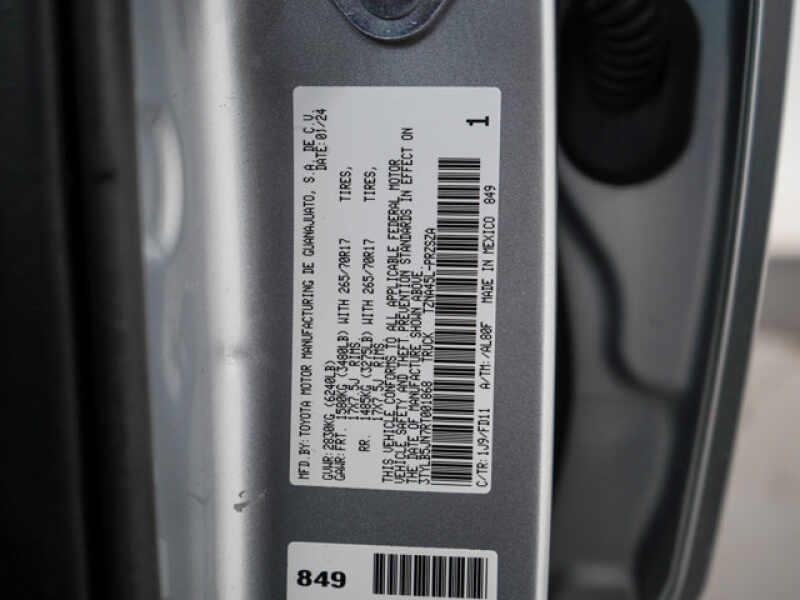 MFD.BY: TOYOTA MOTOR MANUFACTURING DE GUANAJUATO, S.A. DE C.V.
DATE: 01/24
GVWR: 2830KG (6240LB)
GAWR: FRT. 1580KG (3480LB) WITH 265/70R17 TIRES,
17X7.5J RIMS
RR. 1485KG (3275LB) WITH 265/70R17 TIRES,
17X7.5J RIMS
THIS VEHICLE CONFORMS TO ALL APPLICABLE FEDERAL MOTOR
VEHICLE SAFETY AND THEFT PREVENTION STANDARDS IN EFFECT ON
THE DATE OF MANUFACTURE SHOWN ABOVE.
3TYLB5JN7RT001868 TRUCK TZNA45L-PRZSZA
C/TR: 1J9/FD11 A/TM: /AL80F MADE IN MEXICO 849
1
849